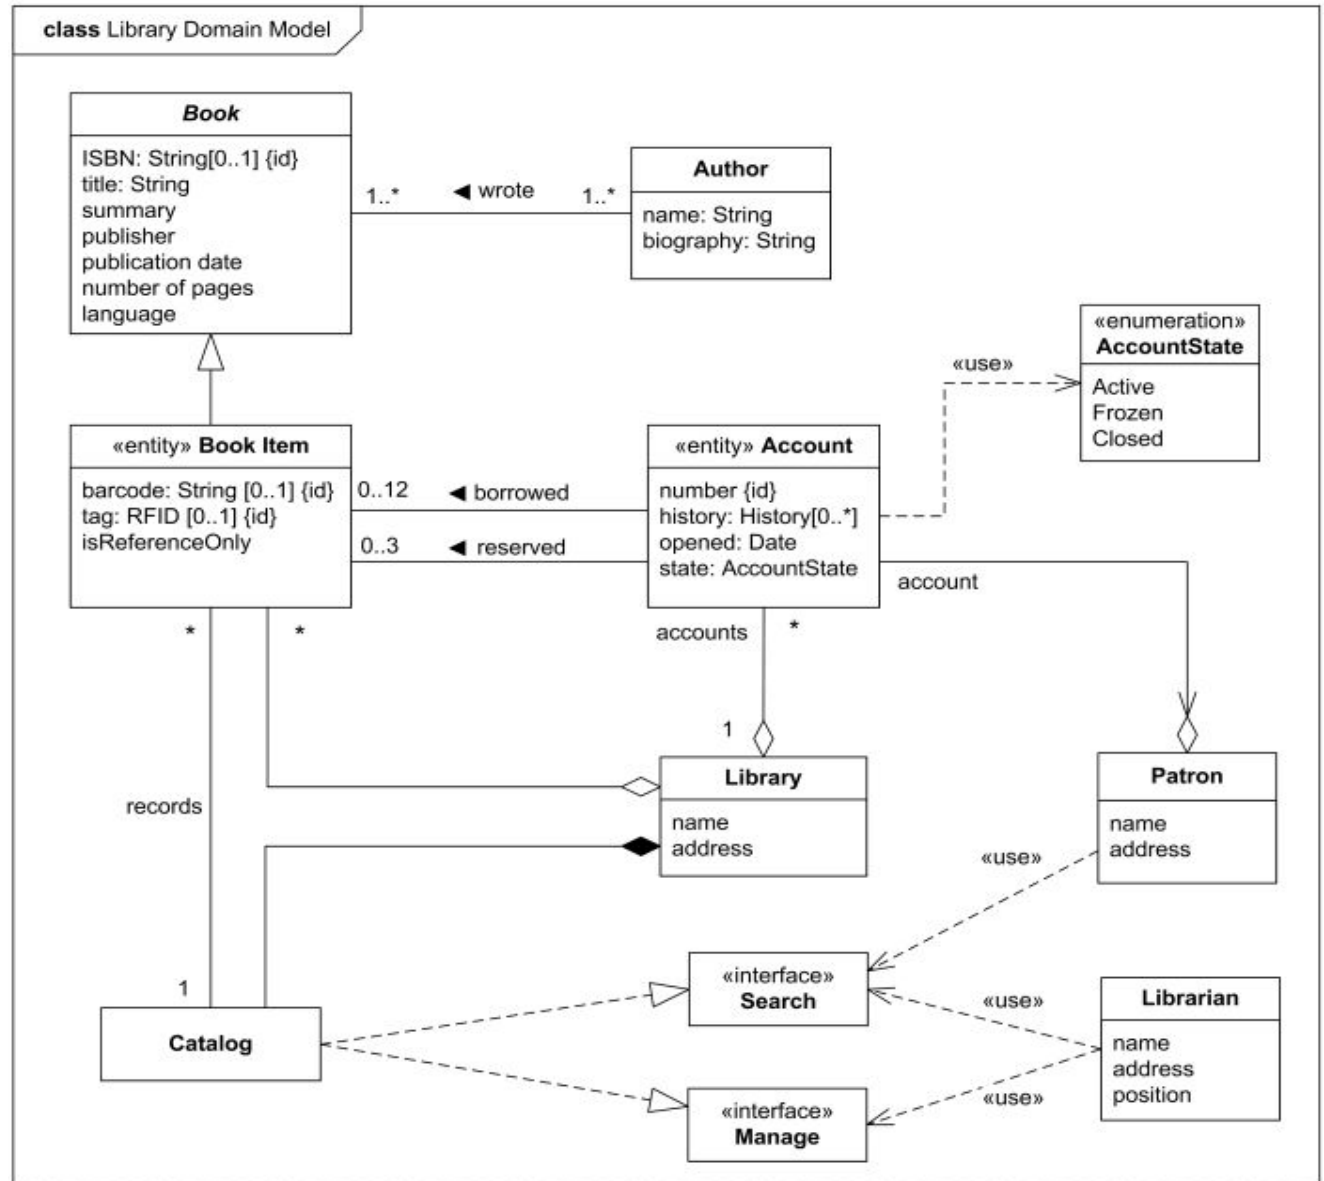 class Library Domain Model
Book
ISBN: String[0..1] {id}
title: String
summary
publisher
publication date
number of pages
language
1..*
◄ wrote
1..*
Author
name: String
biography: String
«enumeration»
AccountState
Active
Frozen
Closed
«use»
«entity» Book Item
barcode: String [0..1] {id}
tag: RFID [0..1] {id}
isReferenceOnly
0..12
◄ borrowed
0..3
◄ reserved
«entity» Account
number {id}
history: History[0..*]
opened: Date
state: AccountState
account
*
*
accounts
*
1
Library
name
address
Patron
name
address
records
«use»
1
Catalog
«interface»
Search
«use»
Librarian
name
address
position
«interface»
Manage
«use»